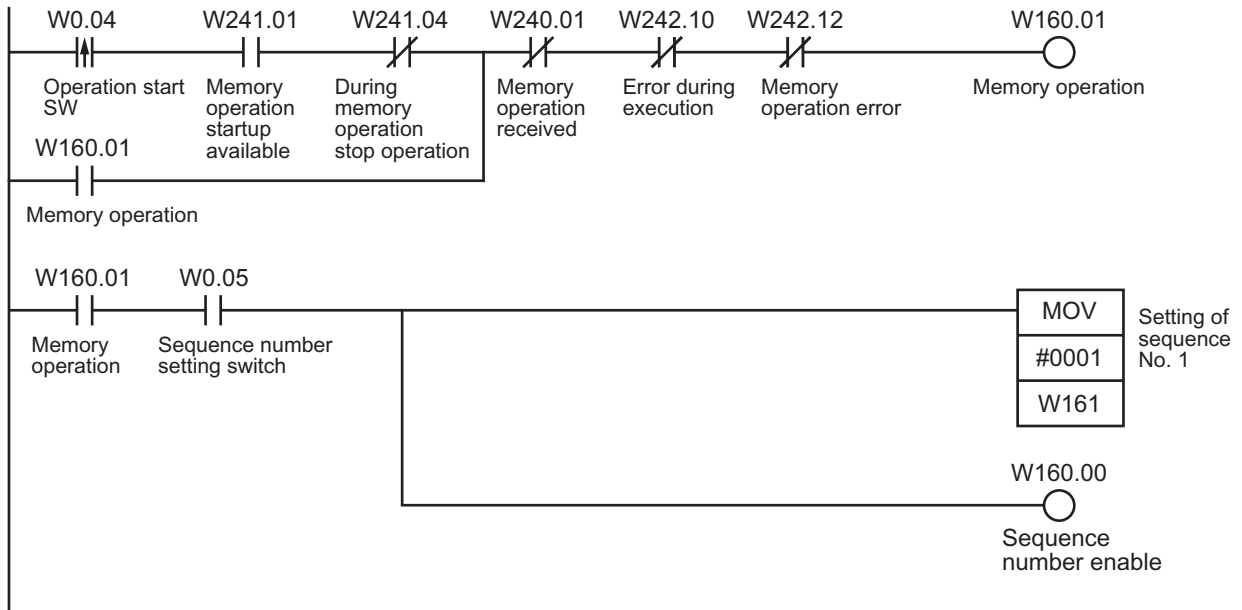 W0.04 W241.01 W241.04 W240.01 W242.10 W242.12 W160.01
Operation start SW
Memory operation startup available
During memory operation stop operation
Memory operation received
Error during execution
Memory operation error
Memory operation
W160.01
Memory operation
W160.01 W0.05
Memory operation
Sequence number setting switch
MOV
#0001
W161
Setting of sequence No. 1
W160.00
Sequence number enable